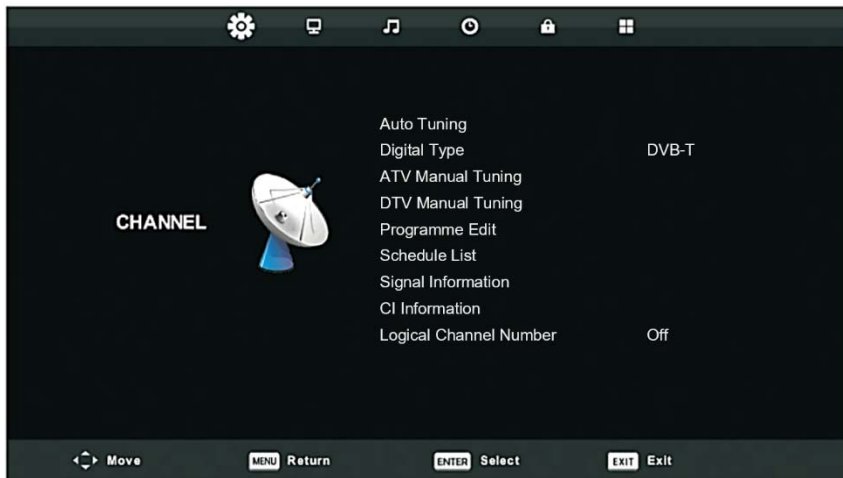 CHANNEL
Auto Tuning
Digital Type DVB-T
ATV Manual Tuning
DTV Manual Tuning
Programme Edit
Schedule List
Signal Information
CI Information
Logical Channel Number Off
Move MENU Return ENTER Select EXIT Exit